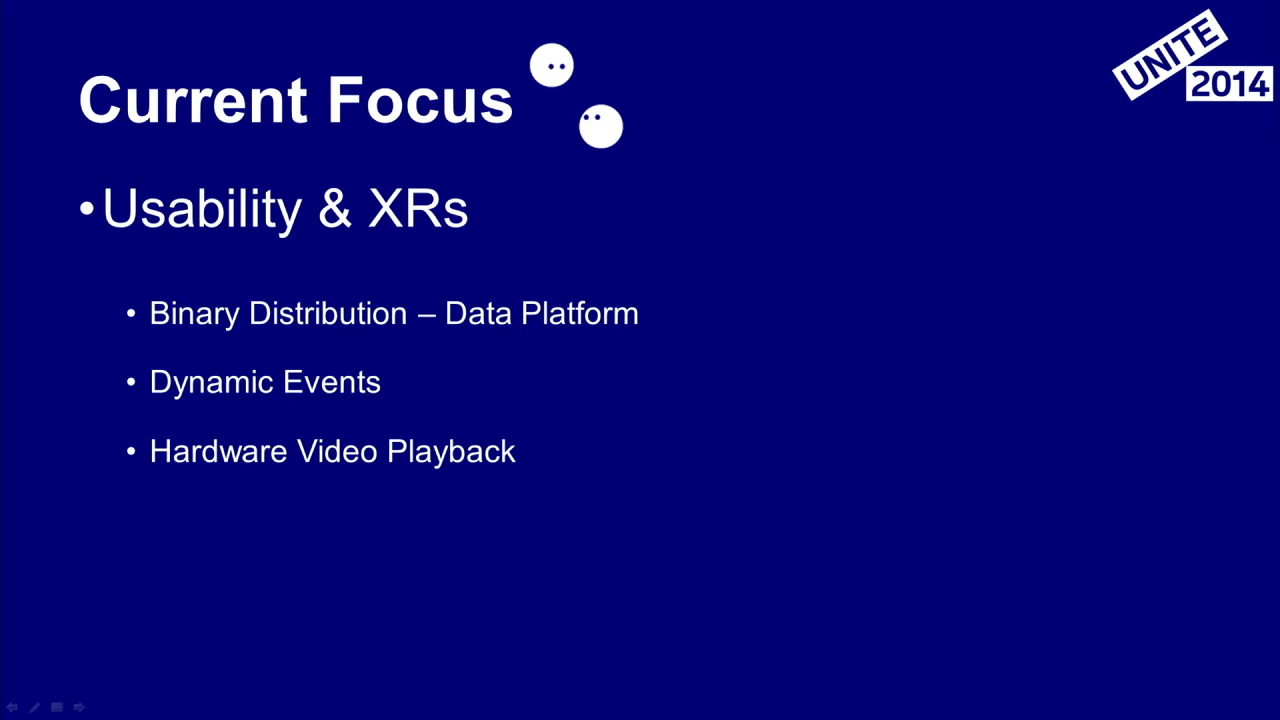 UNITE
2014
Current Focus
•Usability & XRs
• Binary Distribution – Data Platform
• Dynamic Events
• Hardware Video Playback